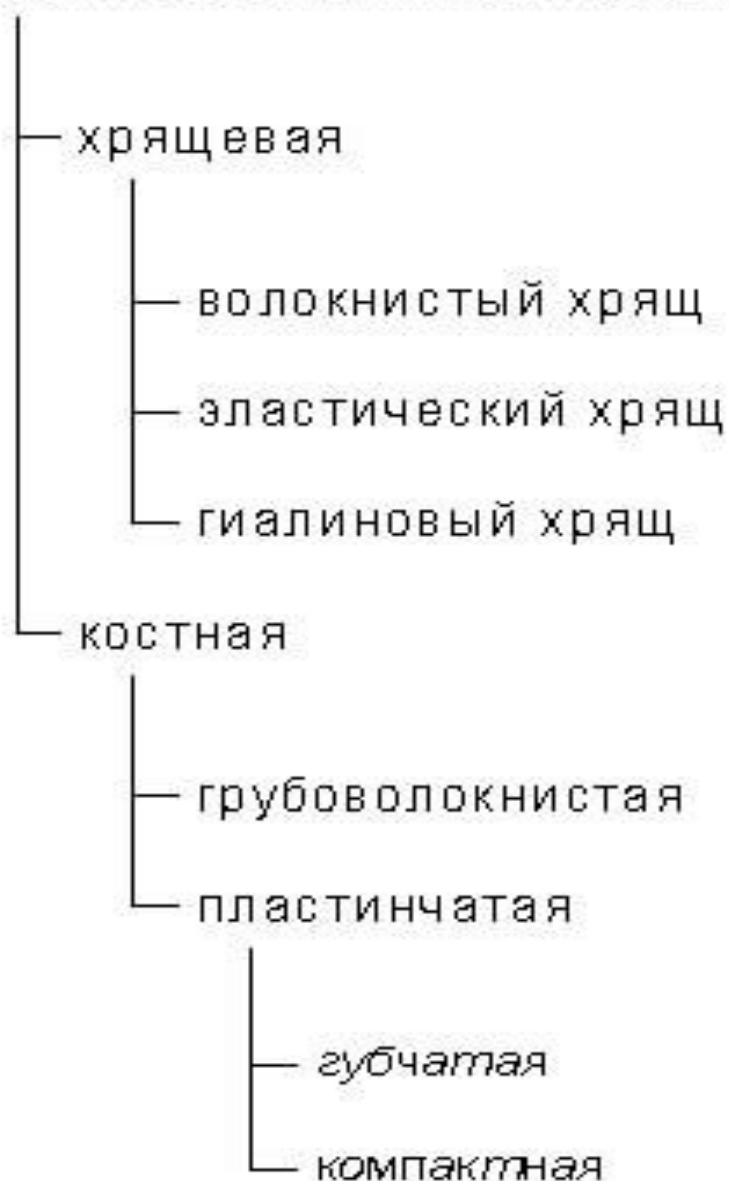 хрящевая
волокнистый хрящ
эластический хрящ
гиалиновый хрящ
костная
грубоволокнистая
пластинчатая
губчатая
компактная